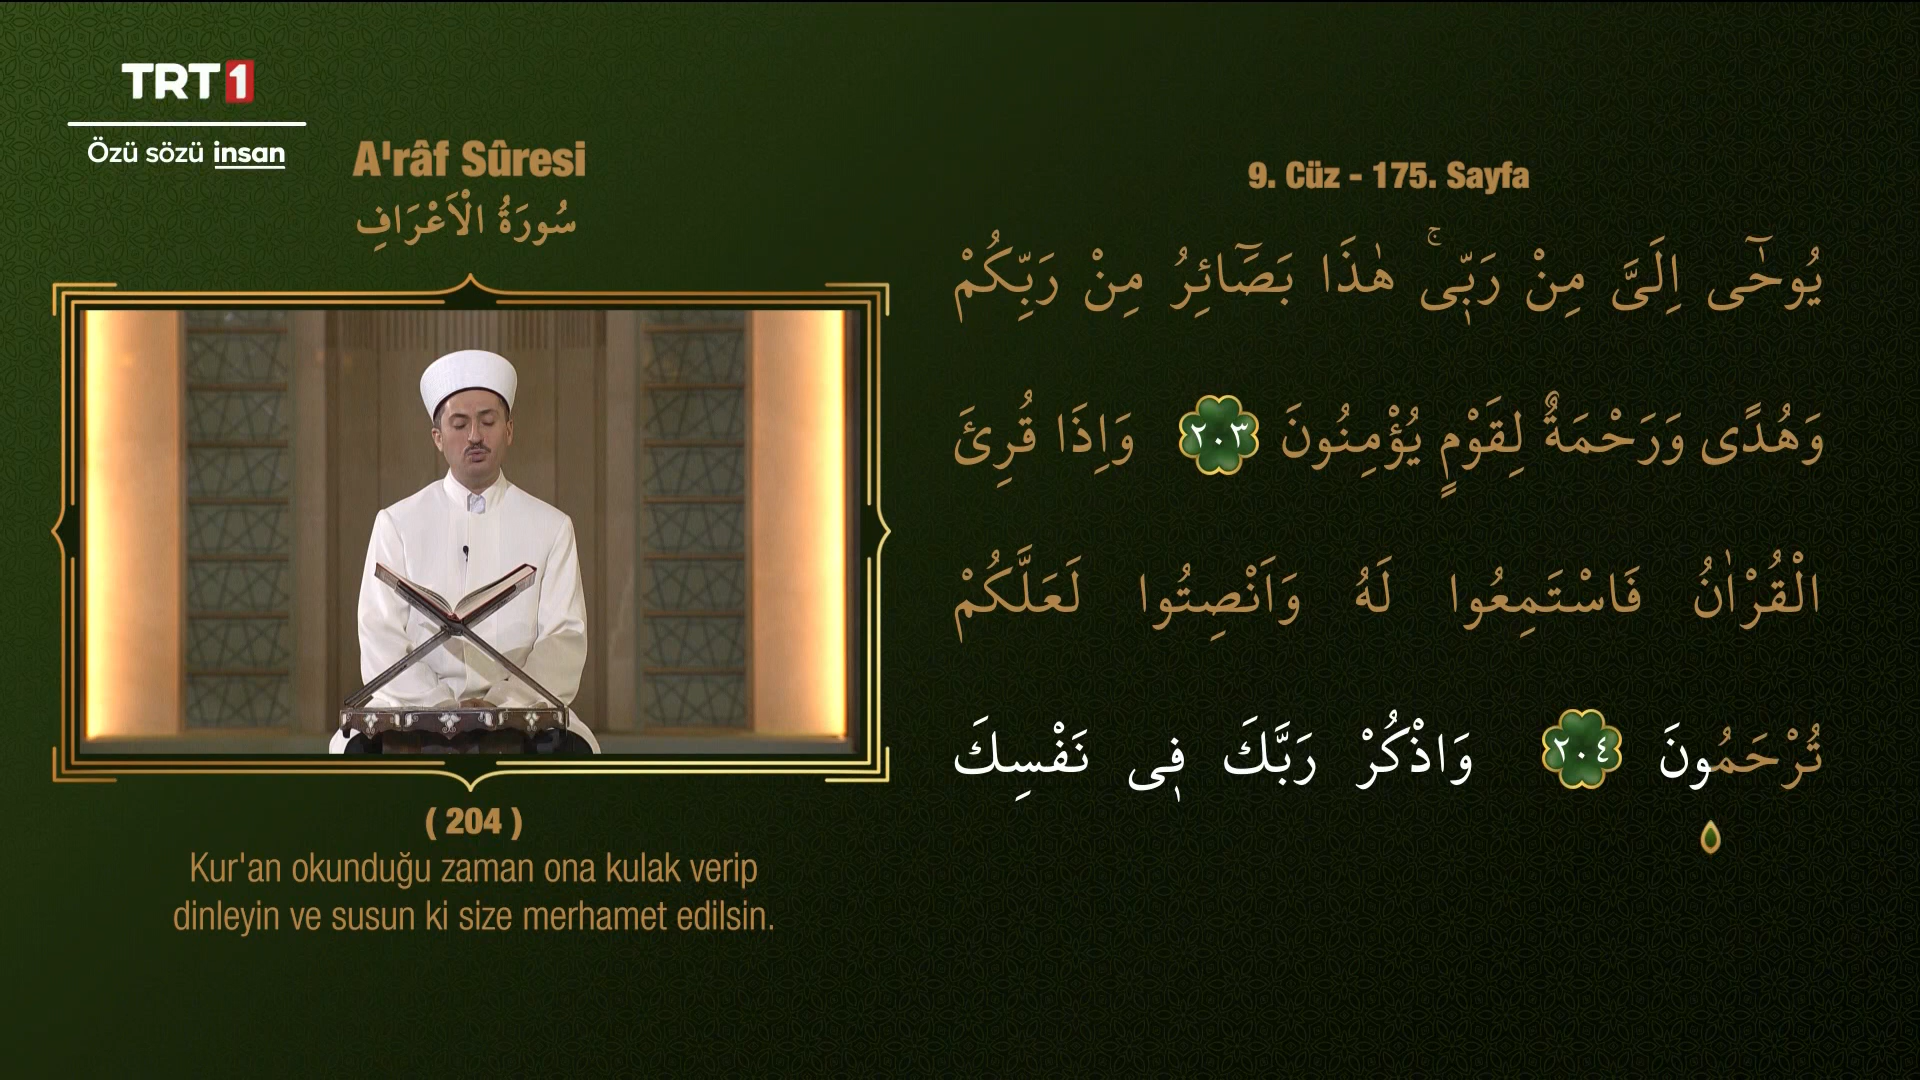 TRT 1
Özü sözü insan
A'râf Sûresi
سُورَةُ الْاَعْرَافِ
9. Cüz - 175. Sayfa
يُوحٰٓى اِلَىَّ مِنْ رَبّ۪ىۚ هٰذَا بَصَٓائِرُ مِنْ رَبِّكُمْ
وَهُدًى وَرَحْمَةٌ لِقَوْمٍ يُؤْمِنُونَ ٢٠٣ وَاِذَا قُرِئَ
الْقُرْاٰنُ فَاسْتَمِعُوا لَهُ وَاَنْصِتُوا لَعَلَّكُمْ
تُرْحَمُونَ ٢٠٤ وَاذْكُرْ رَبَّكَ ف۪ى نَفْسِكَ
( 204 )
Kur'an okunduğu zaman ona kulak verip
dinleyin ve susun ki size merhamet edilsin.